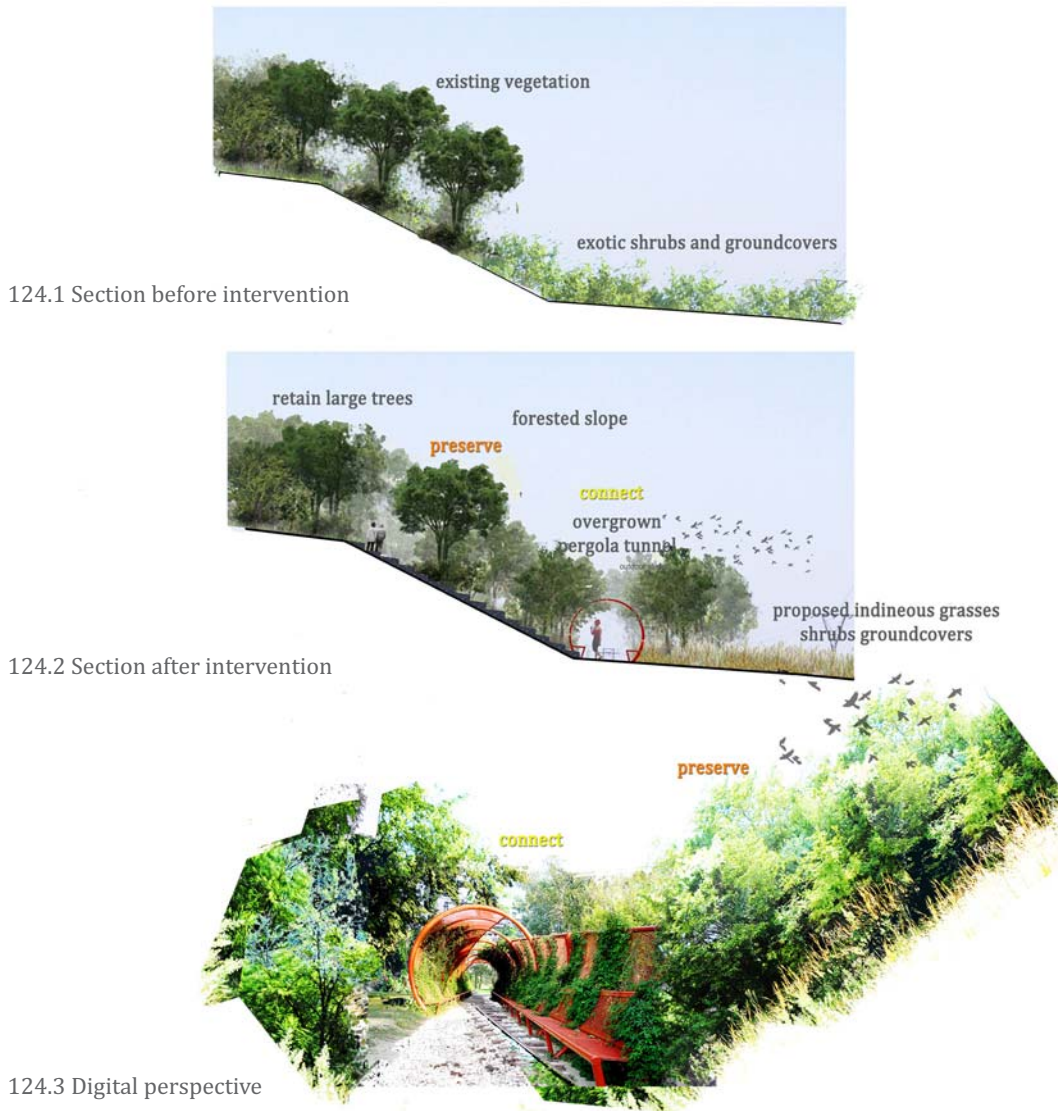 existing vegetation
exotic shrubs and groundcovers
124.1 Section before intervention
retain large trees
forested slope
preserve
connect
overgrown
pergola tunnel
proposed indineous grasses
shrubs groundcovers
124.2 Section after intervention
preserve
connect
124.3 Digital perspective